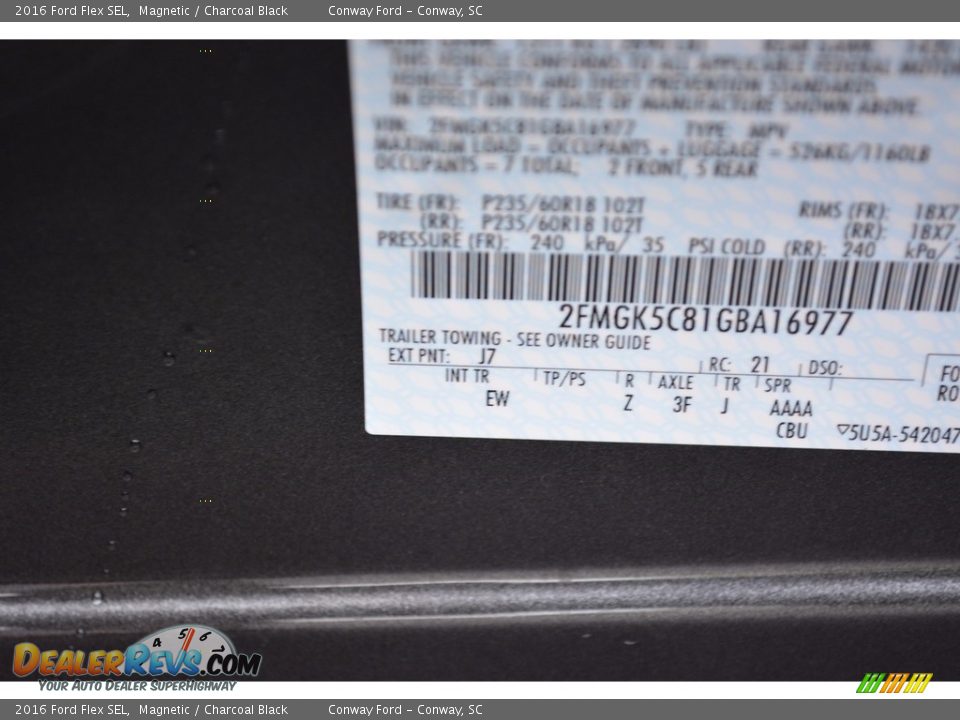 2016 Ford Flex SEL, Magnetic / Charcoal Black Conway Ford - Conway, SC
THIS VEHICLE CONFORMS TO ALL APPLICABLE FEDERAL MOTOR
VEHICLE SAFETY AND THEFT PREVENTION STANDARDS
IN EFFECT ON THE DATE OF MANUFACTURE SHOWN ABOVE.
VIN: 2FMGK5C81GBA16977 TYPE: MPV
MAXIMUM LOAD = OCCUPANTS + LUGGAGE = 526KG/1160LB
OCCUPANTS = 7 TOTAL, 2 FRONT, 5 REAR
TIRE (FR): P235/60R18 102T RIMS (FR): 18X7
(RR): P235/60R18 102T (RR): 18X7
PRESSURE (FR): 240 kPa/ 35 PSI COLD (RR): 240 kPa/3
2FMGK5C81GBA16977
TRAILER TOWING - SEE OWNER GUIDE
EXT PNT: J7 RC: 21 DSO:
INT TR TP/PS R AXLE TR SPR
EW Z 3F J AAAA
CBU ▽5U5A-542047
FO
RO
4 5 6
DealerRevs.com
Your Auto Dealer SuperHighway
2016 Ford Flex SEL, Magnetic / Charcoal Black Conway Ford - Conway, SC